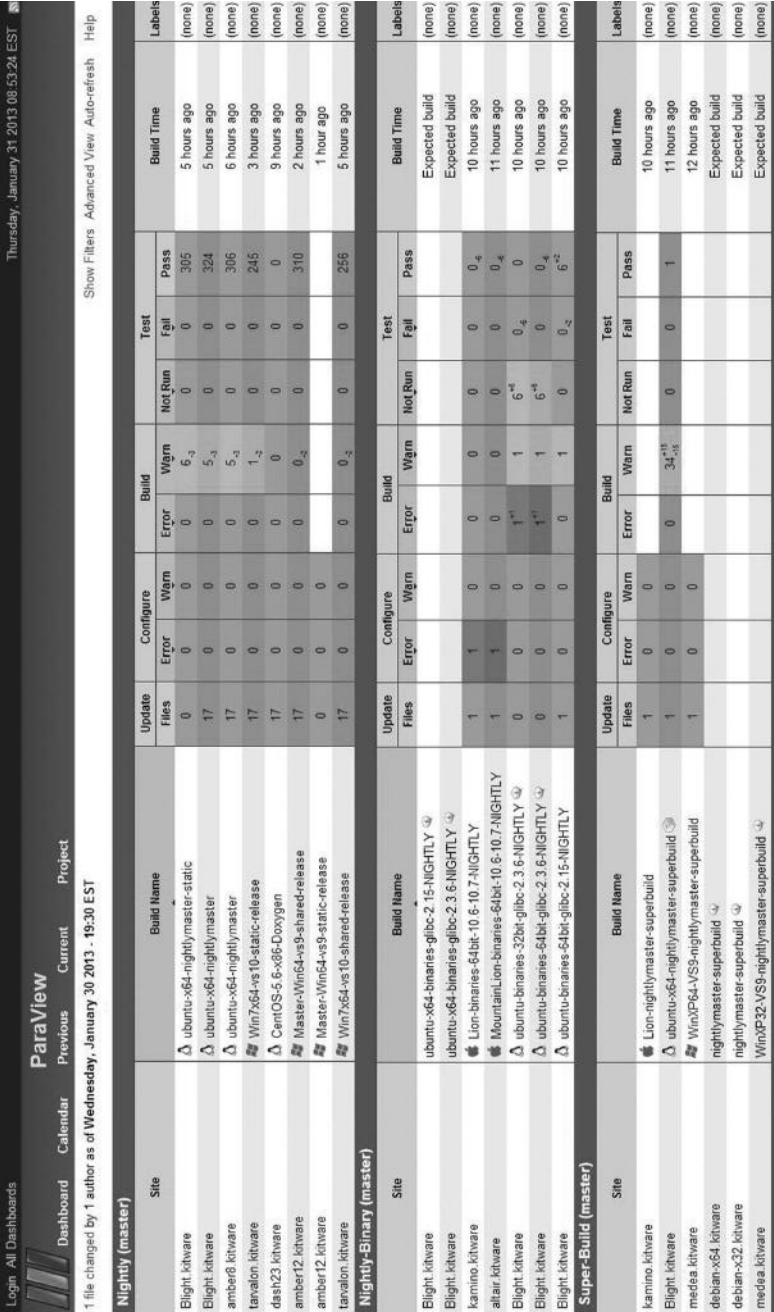 Login All Dashboards Thursday, January 31 2013 08:53:24 EST
ParaView
Dashboard Calendar Previous Current Project
1 file changed by 1 author as of Wednesday, January 30 2013 - 19:30 EST Show Filters Advanced View Auto-refresh Help
Nightly (master)
Site Build Name Update Configure Build Test Build Time Labels
Files Error Warn Error Warn Not Run Fail Pass
Blight.kitware ubuntu-x64-nightlymaster-static 0 0 0 0 6 -3 0 0 305 5 hours ago (none)
Blight.kitware ubuntu-x64-nightlymaster 17 0 0 0 5 -3 0 0 324 5 hours ago (none)
amber8.kitware ubuntu-x64-nightlymaster 17 0 0 0 5 -3 0 0 306 6 hours ago (none)
tarvalon.kitware Win7x64-vs10-static-release 17 0 0 0 1 -2 0 0 245 3 hours ago (none)
dash23.kitware CentOS-5.6-x86-Doxygen 17 0 0 0 0 0 0 0 9 hours ago (none)
amber12.kitware Master-Win64-vs9-shared-release 17 0 0 0 0 -2 0 0 310 2 hours ago (none)
amber12.kitware Master-Win64-vs9-static-release 0 0 0 1 hour ago (none)
tarvalon.kitware Win7x64-vs10-shared-release 17 0 0 0 0 -2 0 0 256 5 hours ago (none)
Nightly-Binary (master)
Site Build Name Update Configure Build Test Build Time Labels
Files Error Warn Error Warn Not Run Fail Pass
Blight.kitware ubuntu-x64-binaries-glibc-2.15-NIGHTLY Expected build (none)
Blight.kitware ubuntu-x64-binaries-glibc-2.3.6-NIGHTLY Expected build (none)
kamino.kitware Lion-binaries-64bit-10.6-10.7-NIGHTLY 1 1 0 0 0 0 0 0 -6 10 hours ago (none)
altair.kitware MountainLion-binaries-64bit-10.6-10.7-NIGHTLY 1 1 0 0 0 0 0 0 -6 11 hours ago (none)
Blight.kitware ubuntu-binaries-32bit-glibc-2.3.6-NIGHTLY 0 0 0 1 +1 1 6 +6 0 -6 0 10 hours ago (none)
Blight.kitware ubuntu-binaries-64bit-glibc-2.3.6-NIGHTLY 0 0 0 1 +1 1 6 +6 0 0 -6 10 hours ago (none)
Blight.kitware ubuntu-binaries-64bit-glibc-2.15-NIGHTLY 1 0 0 0 1 0 0 -2 6 +2 10 hours ago (none)
Super-Build (master)
Site Build Name Update Configure Build Test Build Time Labels
Files Error Warn Error Warn Not Run Fail Pass
kamino.kitware Lion-nightlymaster-superbuild 1 0 0 10 hours ago (none)
Blight.kitware ubuntu-x64-nightlymaster-superbuild 1 0 0 0 34 +15 -15 0 0 1 11 hours ago (none)
medea.kitware WinXP64-VS9-nightlymaster-superbuild 1 0 0 12 hours ago (none)
debian-x64.kitware nightlymaster-superbuild Expected build (none)
debian-x32.kitware nightlymaster-superbuild Expected build (none)
medea.kitware WinXP32-VS9-nightlymaster-superbuild Expected build (none)